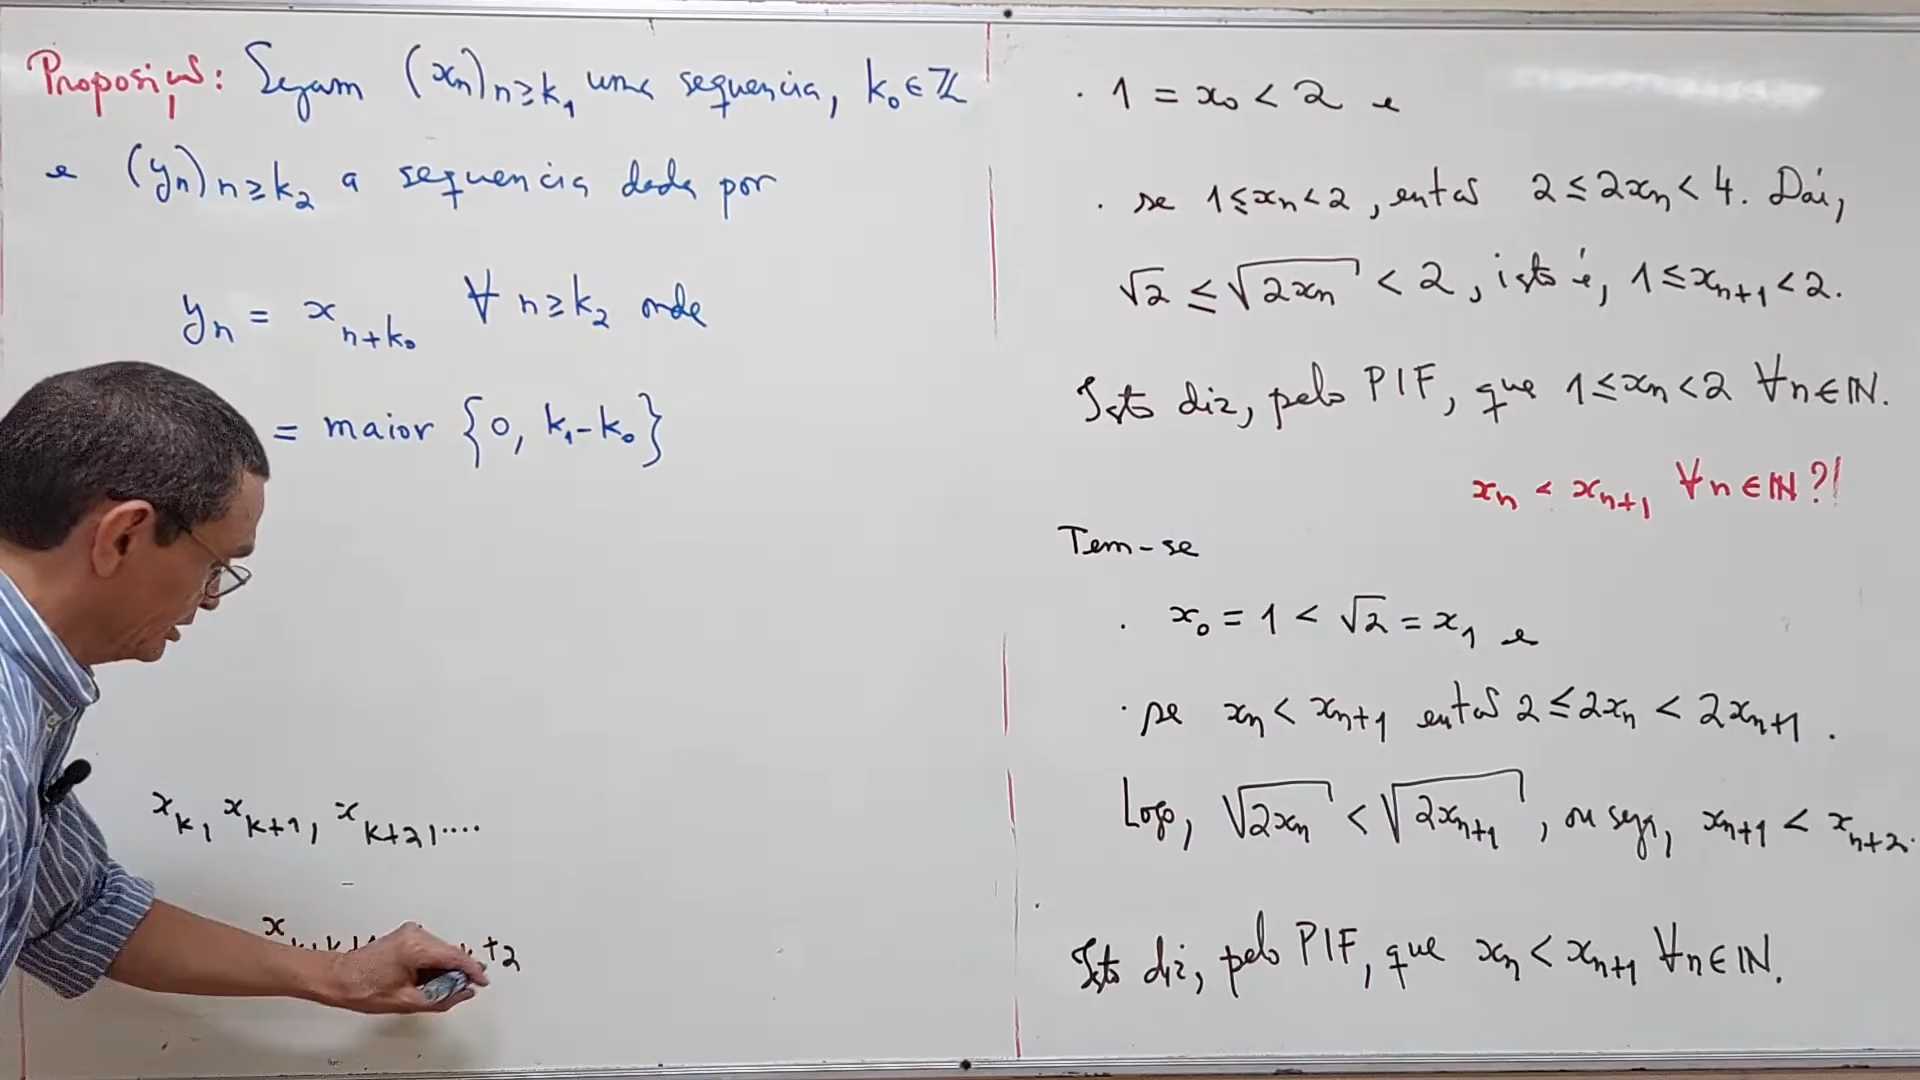 Proposição: Sejam (xₙ)ₙ≥k₁ uma sequencia, k₀ ∈ ℤ
e (yₙ)ₙ≥k₂ a sequencia dada por
yₙ = xₙ₊ₖ₀ ∀ n ≥ k₂ onde
= maior {0, k₁-k₀}
xₖ, xₖ₊₁, xₖ₊₂, ....
x +2
· 1 = x₀ < 2 e
· se 1 ≤ xₙ < 2, então 2 ≤ 2xₙ < 4. Daí,
√2 ≤ √(2xₙ) < 2, isto é, 1 ≤ xₙ₊₁ < 2.
Isto diz, pelo PIF, que 1 ≤ xₙ < 2 ∀n ∈ ℕ.
xₙ < xₙ₊₁ ∀n ∈ ℕ?!
Tem-se
· x₀ = 1 < √2 = x₁ e
· se xₙ < xₙ₊₁ então 2 ≤ 2xₙ < 2xₙ₊₁.
Logo, √(2xₙ) < √(2xₙ₊₁), ou seja, xₙ₊₁ < xₙ₊₂.
Isto diz, pelo PIF, que xₙ < xₙ₊₁ ∀n ∈ ℕ.